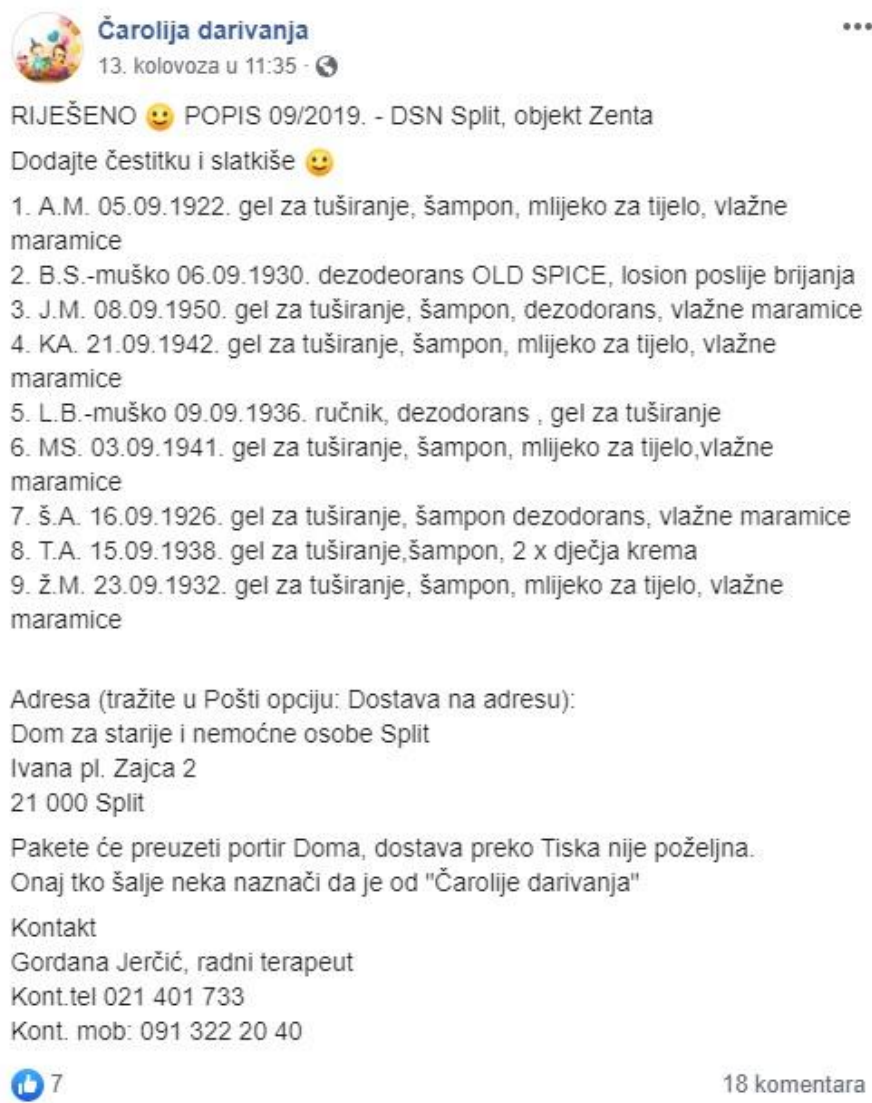 Čarolija darivanja
13. kolovoza u 11:35 ·
RIJEŠENO 🙂 POPIS 09/2019. - DSN Split, objekt Zenta
Dodajte čestitku i slatkiše 🙂
1. A.M. 05.09.1922. gel za tuširanje, šampon, mlijeko za tijelo, vlažne
maramice
2. B.S.-muško 06.09.1930. dezodeorans OLD SPICE, losion poslije brijanja
3. J.M. 08.09.1950. gel za tuširanje, šampon, dezodorans, vlažne maramice
4. KA. 21.09.1942. gel za tuširanje, šampon, mlijeko za tijelo, vlažne
maramice
5. L.B.-muško 09.09.1936. ručnik, dezodorans , gel za tuširanje
6. MS. 03.09.1941. gel za tuširanje, šampon, mlijeko za tijelo,vlažne
maramice
7. š.A. 16.09.1926. gel za tuširanje, šampon dezodorans, vlažne maramice
8. T.A. 15.09.1938. gel za tuširanje,šampon, 2 x dječja krema
9. ž.M. 23.09.1932. gel za tuširanje, šampon, mlijeko za tijelo, vlažne
maramice
Adresa (tražite u Pošti opciju: Dostava na adresu):
Dom za starije i nemoćne osobe Split
Ivana pl. Zajca 2
21 000 Split
Pakete će preuzeti portir Doma, dostava preko Tiska nije poželjna.
Onaj tko šalje neka naznači da je od "Čarolije darivanja"
Kontakt
Gordana Jerčić, radni terapeut
Kont.tel 021 401 733
Kont. mob: 091 322 20 40
7
18 komentara